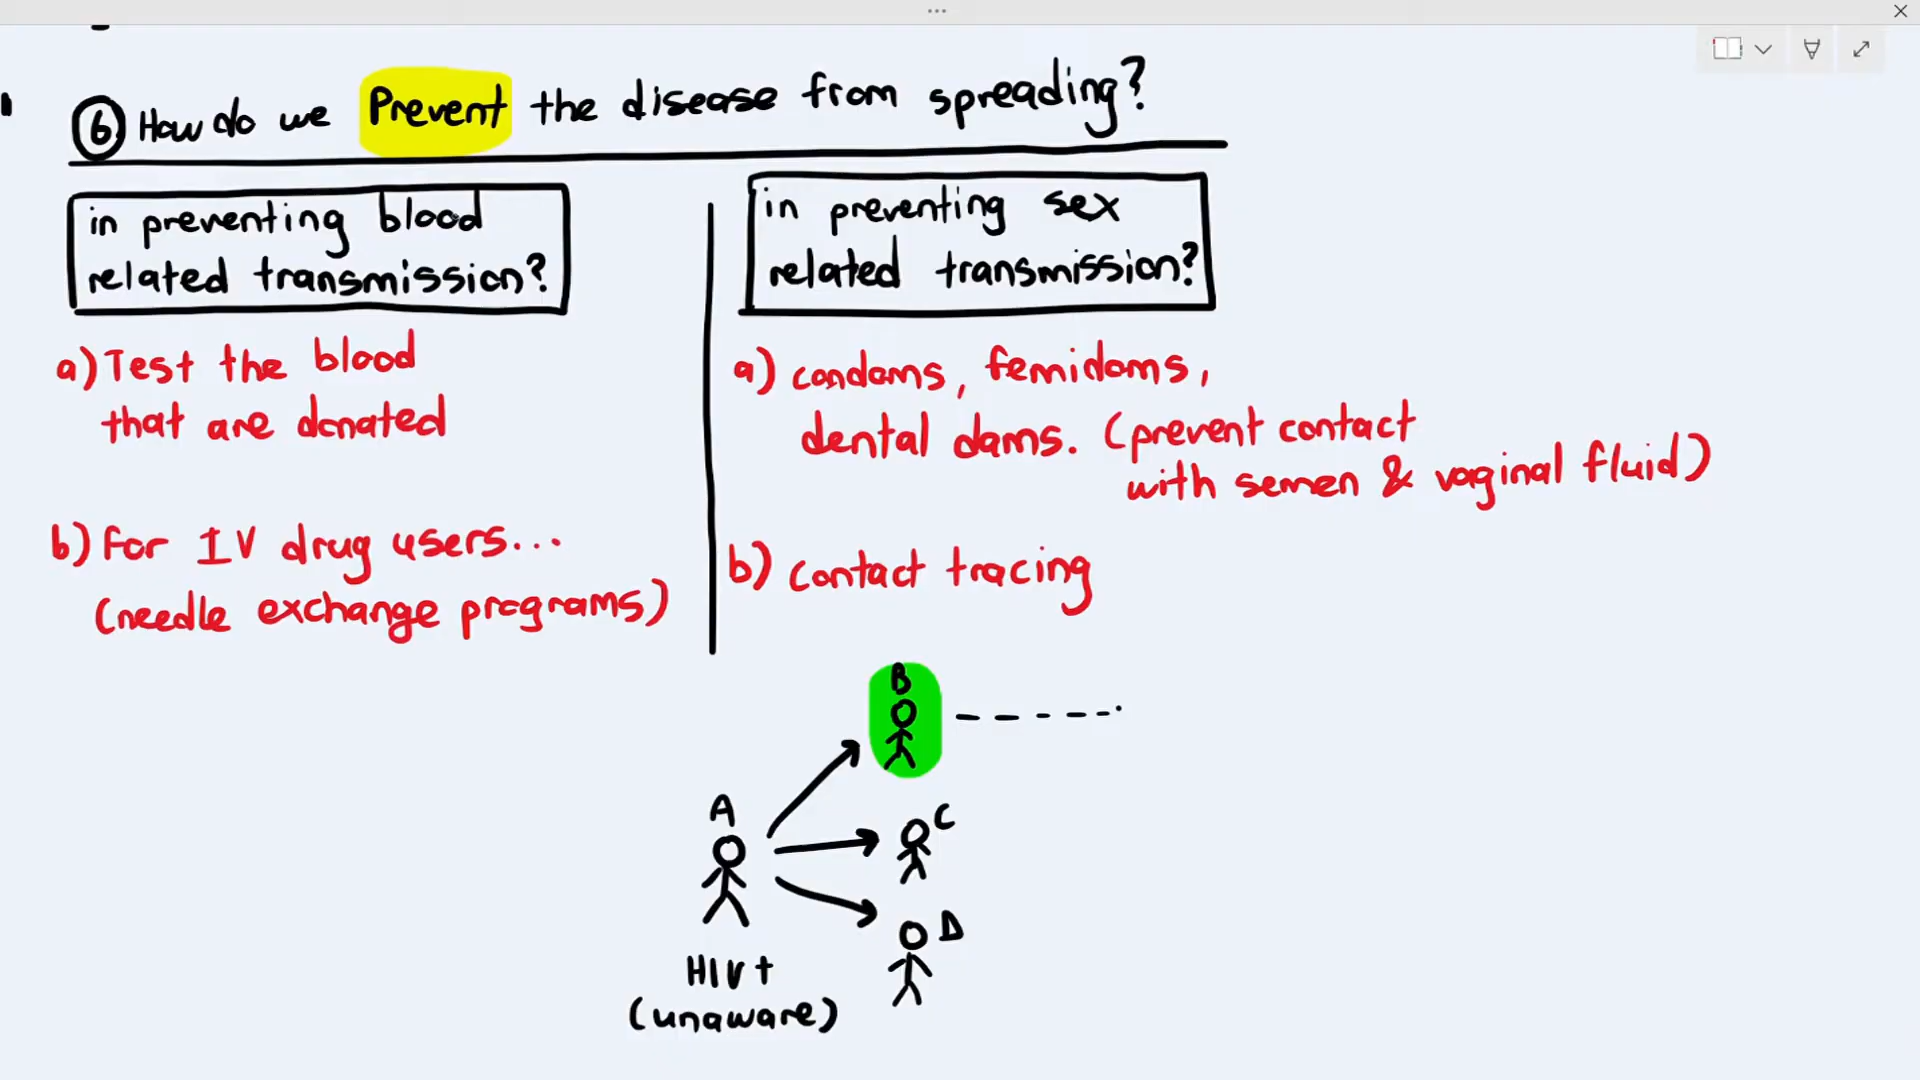 6 How do we Prevent the disease from spreading?
in preventing blood
related transmission?
a) Test the blood
that are donated
b) For IV drug users...
(needle exchange programs)
in preventing sex
related transmission?
a) condoms, femidoms,
dental dams. (prevent contact
with semen & vaginal fluid)
b) contact tracing
B
A
C
D
HIV+
(unaware)